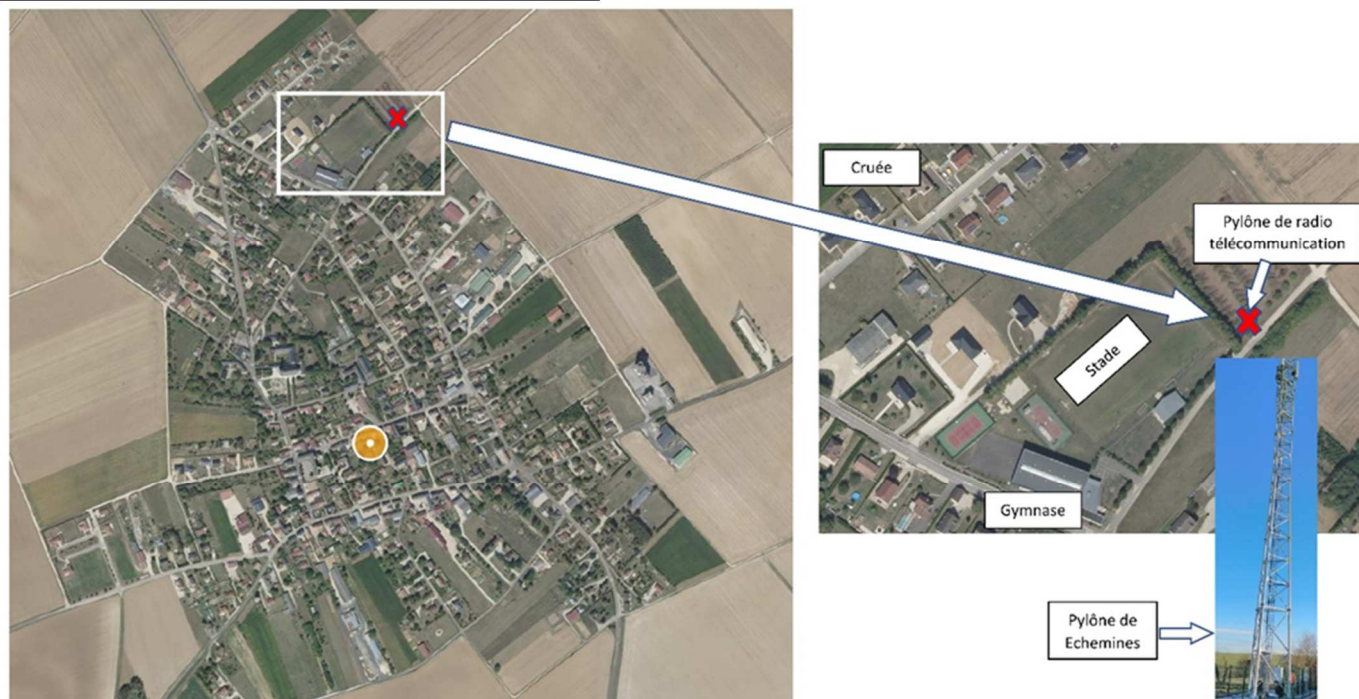 Cruée
Pylône de radio
télécommunication
Stade
Gymnase
Pylône de
Echemines